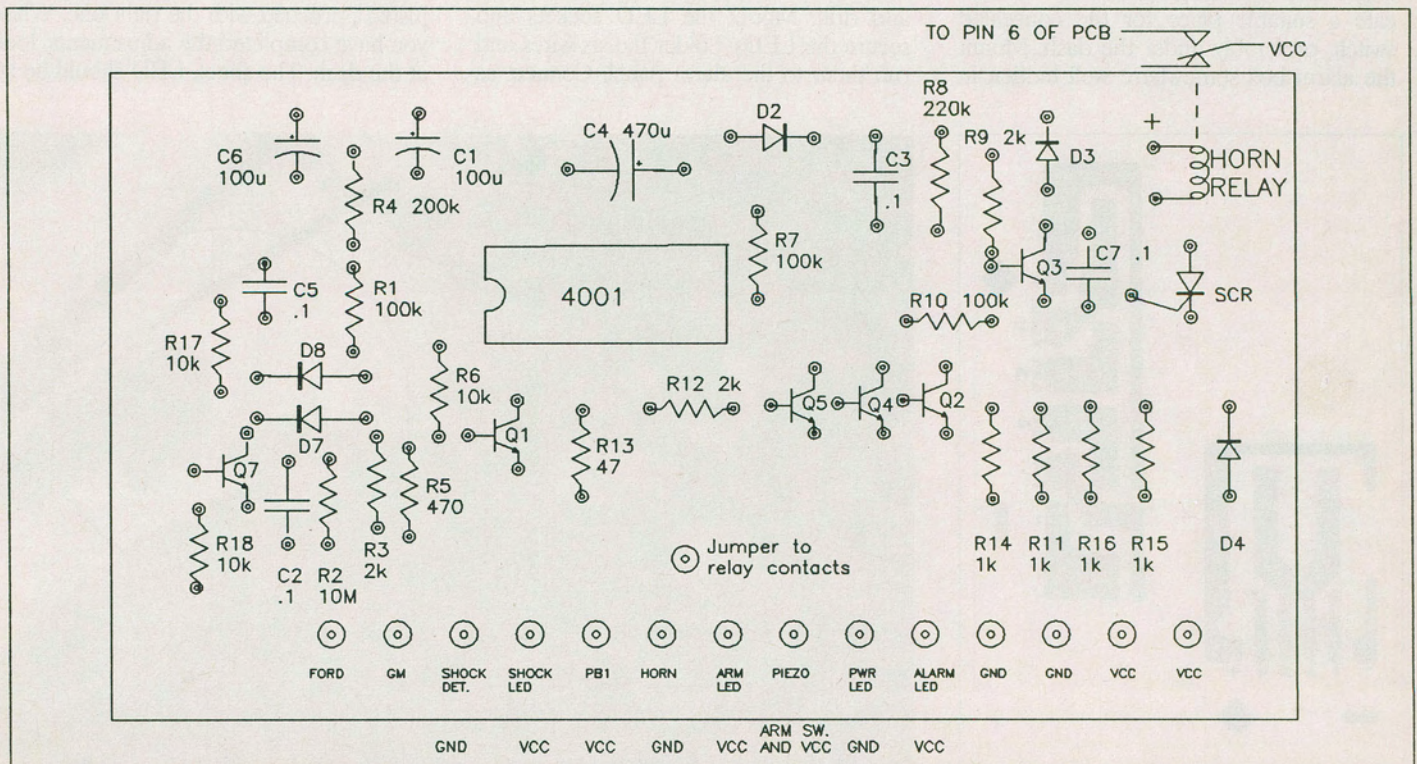 TO PIN 6 OF PCB
VCC
R8
220k
D2
C4 470u
R9 2k
+
D3
C6
100u
C1
100u
C3
.1
HORN
RELAY
R4 200k
R7
100k
Q3
C7 .1
C5
.1
R1
100k
4001
SCR
R10 100k
R17
10k
D8
R6
10k
R12 2k
Q5
Q4
Q2
D7
Q1
R13
47
Q7
R5
470
R18
10k
C2
.1
R2
10M
R3
2k
Jumper to
relay contacts
R14
1k
R11
1k
R16
1k
R15
1k
D4
FORD
GM
SHOCK
DET.
SHOCK
LED
PB1
HORN
ARM
LED
PIEZO
PWR
LED
ALARM
LED
GND
GND
VCC
VCC
GND
VCC
VCC
GND
VCC
ARM SW.
AND VCC
GND
VCC